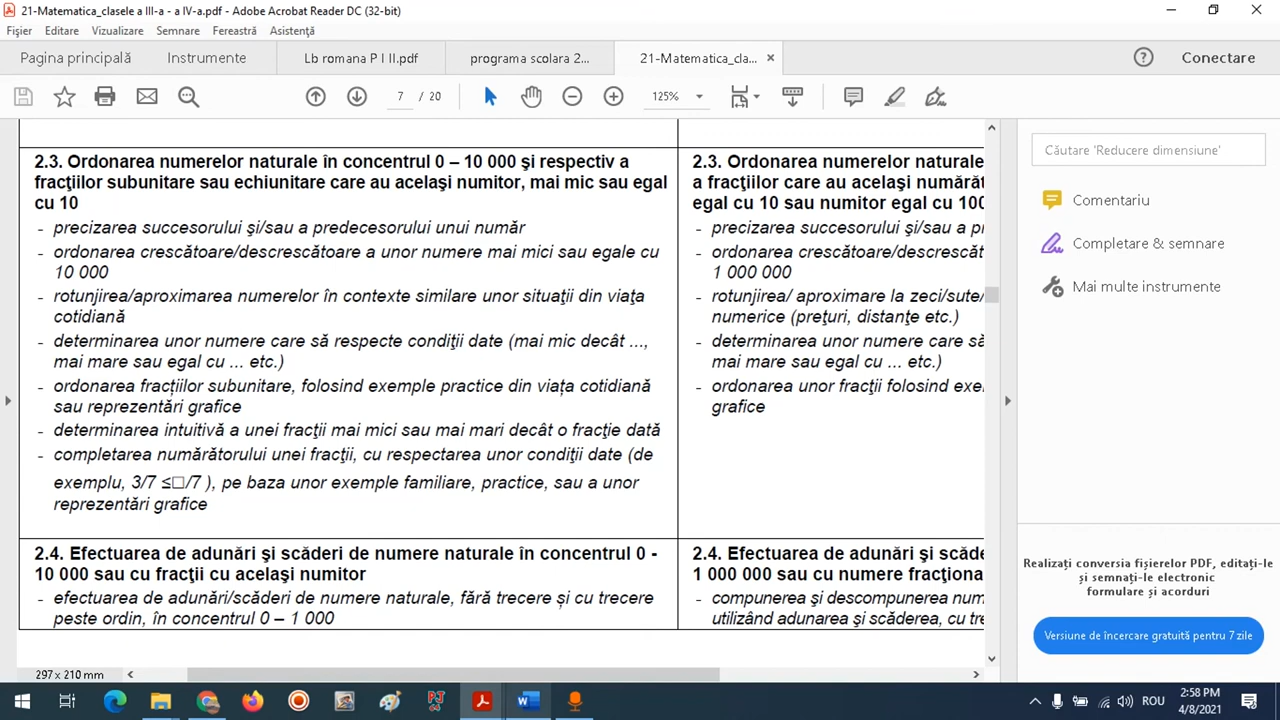 21-Matematica_clasele a III-a - a IV-a.pdf - Adobe Acrobat Reader DC (32-bit)
Fișier Editare Vizualizare Semnare Fereastră Asistență
Pagina principală Instrumente Lb romana P I II.pdf programa scolara 2... 21-Matematica_cla... × Conectare
7 / 20 125%
2.3. Ordonarea numerelor naturale în concentrul 0 – 10 000 şi respectiv a
fracţiilor subunitare sau echiunitare care au acelaşi numitor, mai mic sau egal
cu 10
- precizarea succesorului şi/sau a predecesorului unui număr
- ordonarea crescătoare/descrescătoare a unor numere mai mici sau egale cu
10 000
- rotunjirea/aproximarea numerelor în contexte similare unor situaţii din viaţa
cotidiană
- determinarea unor numere care să respecte condiţii date (mai mic decât ...,
mai mare sau egal cu ... etc.)
- ordonarea fracțiilor subunitare, folosind exemple practice din viața cotidiană
sau reprezentări grafice
- determinarea intuitivă a unei fracţii mai mici sau mai mari decât o fracţie dată
- completarea numărătorului unei fracţii, cu respectarea unor condiţii date (de
exemplu, 3/7 ≤□/7 ), pe baza unor exemple familiare, practice, sau a unor
reprezentări grafice
2.4. Efectuarea de adunări şi scăderi de numere naturale în concentrul 0 -
10 000 sau cu fracţii cu acelaşi numitor
- efectuarea de adunări/scăderi de numere naturale, fără trecere și cu trecere
peste ordin, în concentrul 0 – 1 000
2.3. Ordonarea numerelor naturale
a fracţiilor care au acelaşi numărăt
egal cu 10 sau numitor egal cu 100
- precizarea succesorului şi/sau a pr
- ordonarea crescătoare/descrescăt
1 000 000
- rotunjirea/ aproximare la zeci/sute/
numerice (preţuri, distanţe etc.)
- determinarea unor numere care să
mai mare sau egal cu ... etc.)
- ordonarea unor fracţii folosind exe
grafice
2.4. Efectuarea de adunări şi scăde
1 000 000 sau cu numere fracţiona
- compunerea şi descompunerea num
utilizând adunarea şi scăderea, cu tre
Căutare 'Reducere dimensiune'
Comentariu
Completare & semnare
Mai multe instrumente
Realizați conversia fișierelor PDF, editați-le
și semnați-le electronic
formulare și acorduri
Versiune de încercare gratuită pentru 7 zile
297 x 210 mm
ROU
2:58 PM
4/8/2021